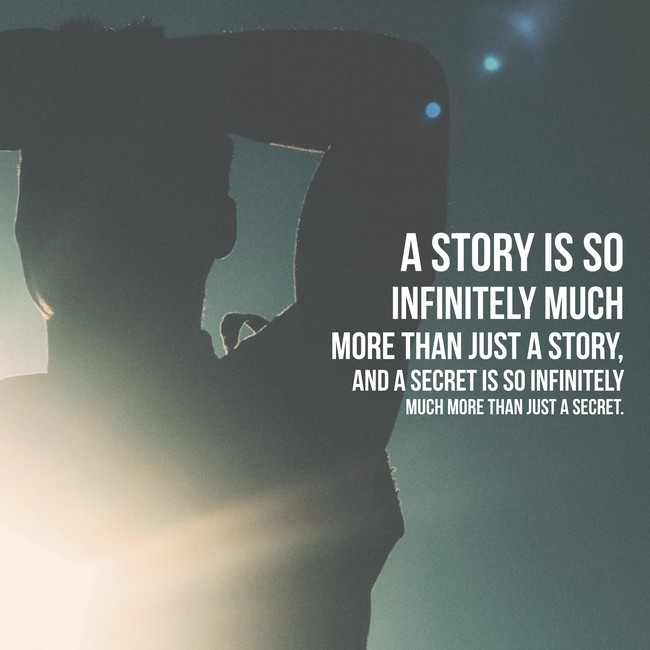 A STORY IS SO
INFINITELY MUCH
MORE THAN JUST A STORY,
AND A SECRET IS SO INFINITELY
MUCH MORE THAN JUST A SECRET.